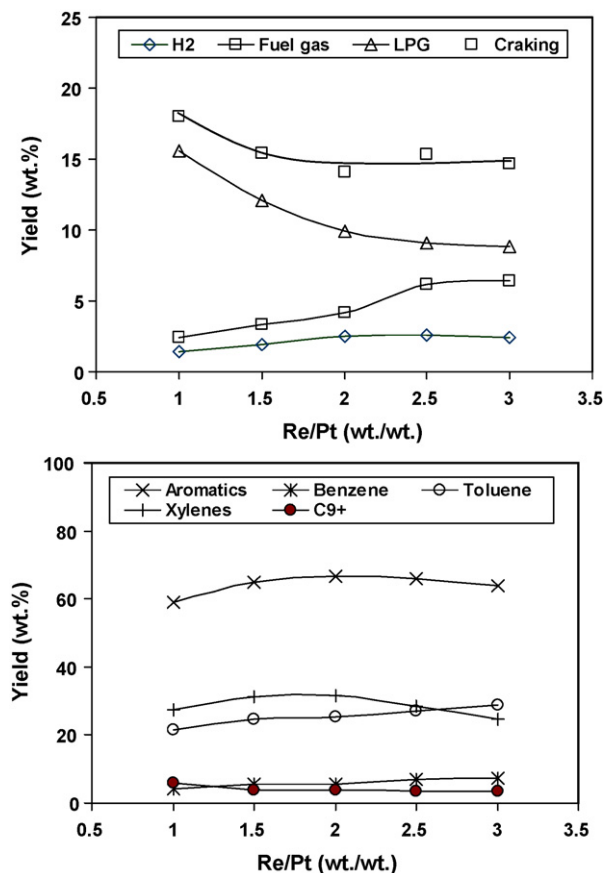 H2 Fuel gas LPG Craking
25
20
15
10
5
0
Yield (wt.%)
0.5 1 1.5 2 2.5 3 3.5
Re/Pt (wt./wt.)
Aromatics Benzene Toluene
Xylenes C9+
100
80
60
40
20
0
Yield (wt.%)
0.5 1 1.5 2 2.5 3 3.5
Re/Pt (wt./wt.)